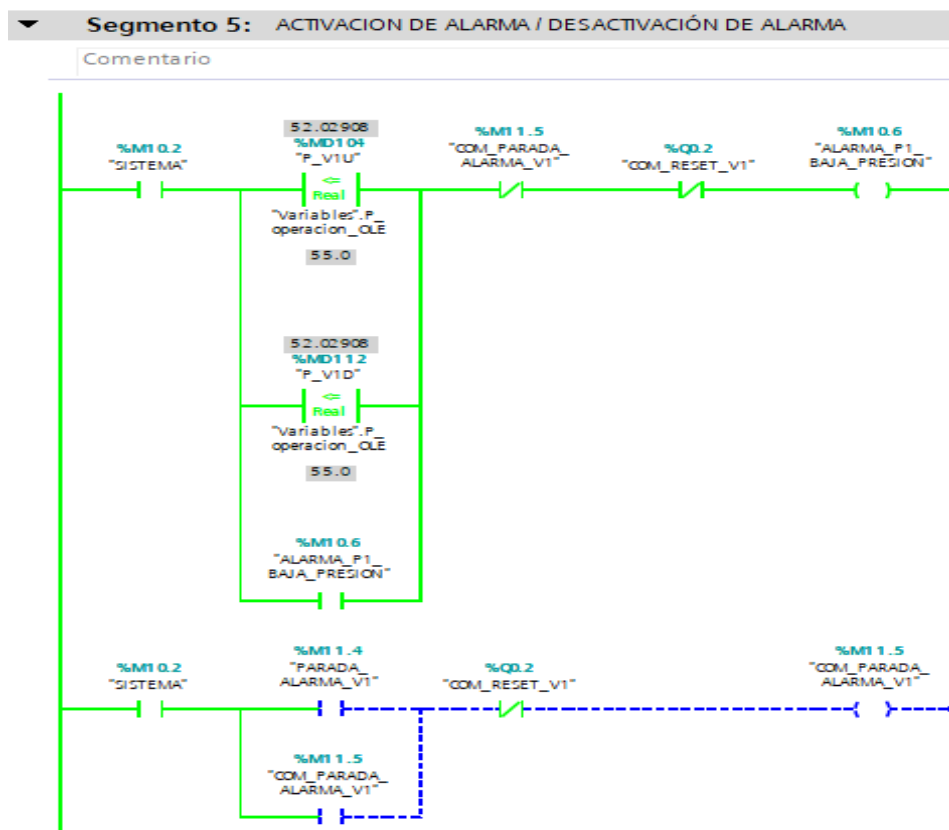 Segmento 5: ACTIVACION DE ALARMA / DESACTIVACIÓN DE ALARMA
Comentario
%M10.2
"SISTEMA"
52.02908
%MD104
"P_V1U"
<=
Real
"Variables".P_
operacion_OLE
55.0
%M11.5
"COM_PARADA_
ALARMA_V1"
%Q0.2
"COM_RESET_V1"
%M10.6
"ALARMA_P1_
BAJA_PRESION"
52.02908
%MD112
"P_V1D"
<=
Real
"Variables".P_
operacion_OLE
55.0
%M10.6
"ALARMA_P1_
BAJA_PRESION"
%M10.2
"SISTEMA"
%M11.4
"PARADA_
ALARMA_V1"
%Q0.2
"COM_RESET_V1"
%M11.5
"COM_PARADA_
ALARMA_V1"
%M11.5
"COM_PARADA_
ALARMA_V1"